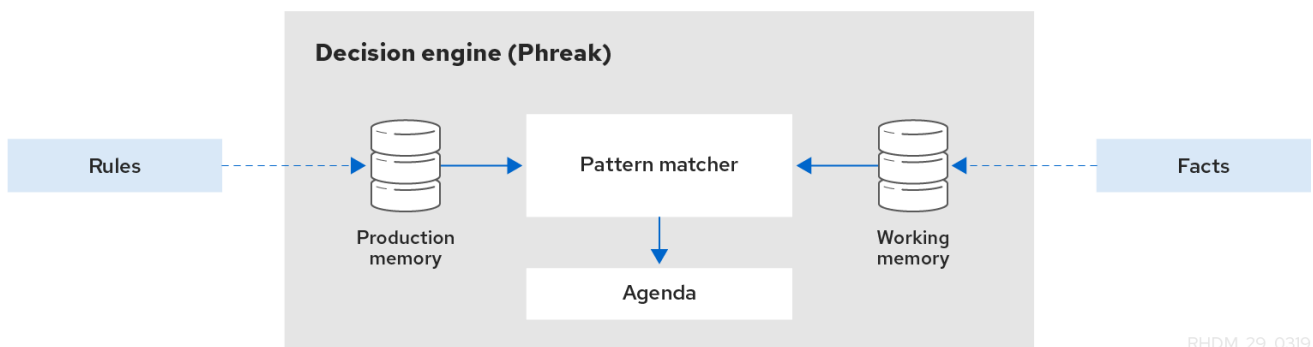 Decision engine (Phreak)
Rules
Production
memory
Pattern matcher
Working
memory
Facts
Agenda
RHDM_29_0319